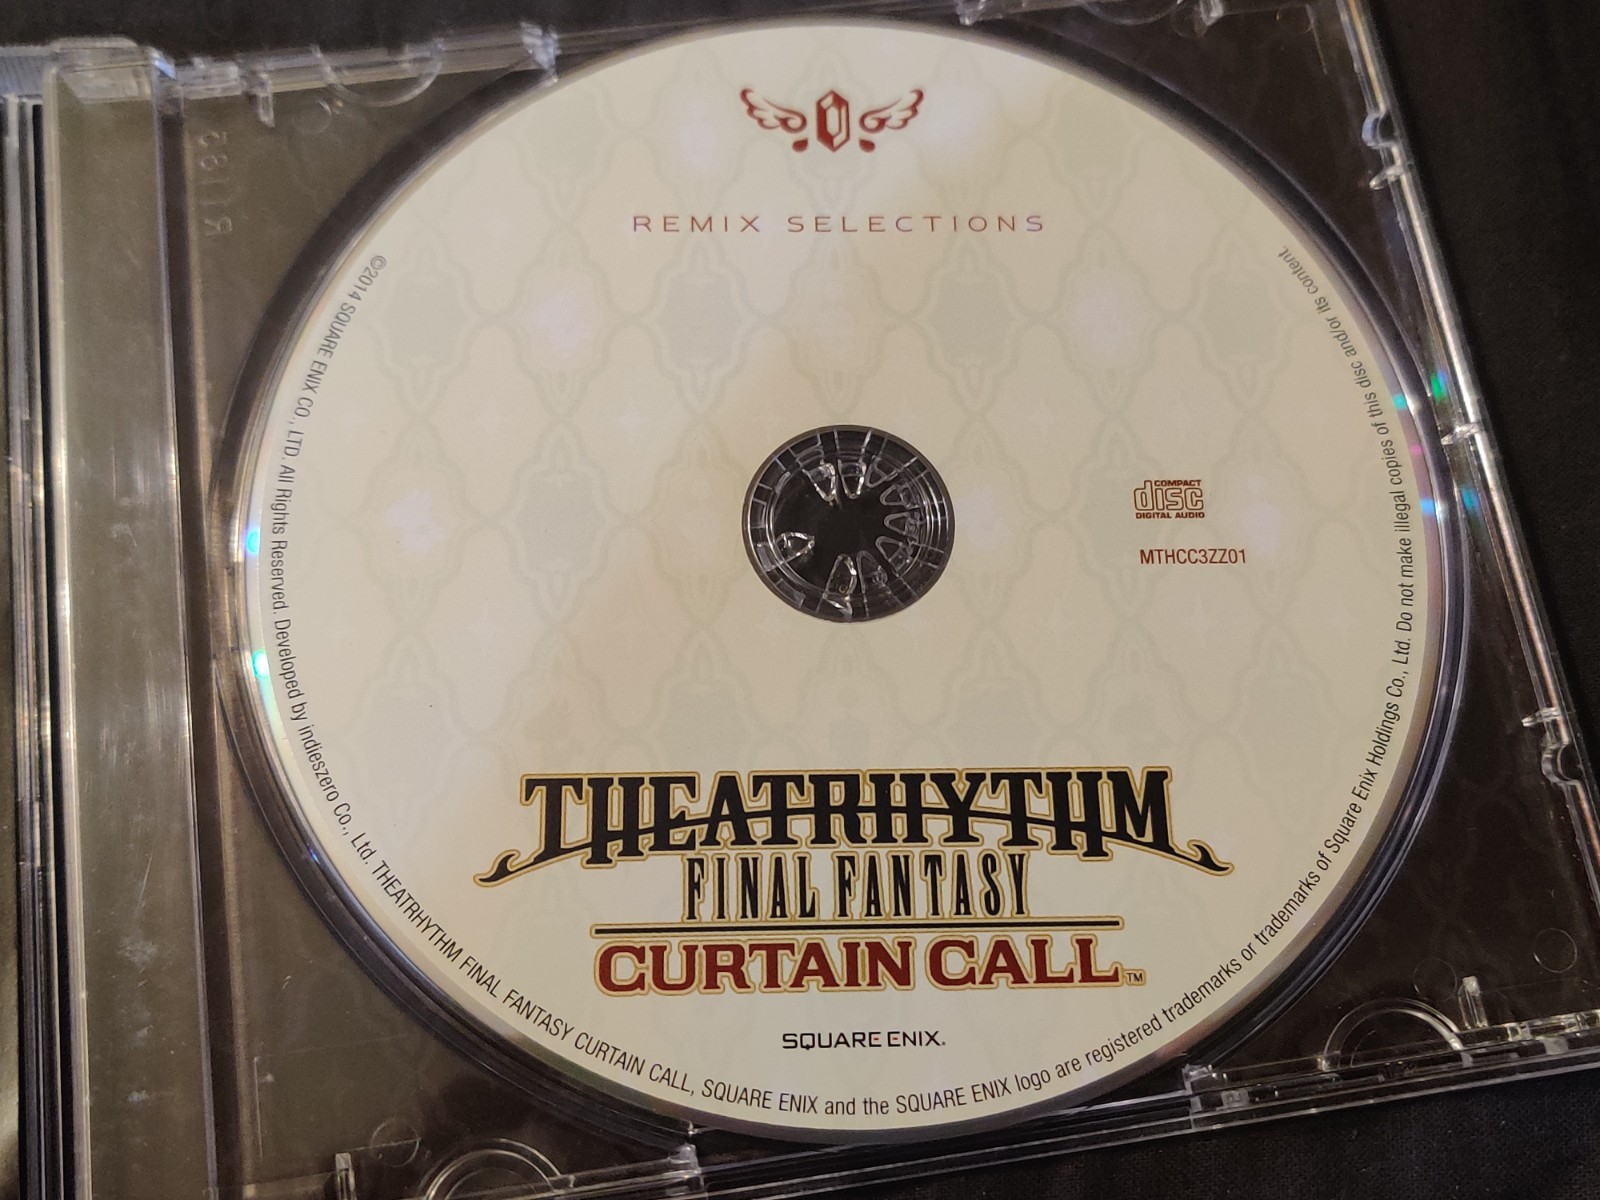 REMIX SELECTIONS
COMPACT
disc
DIGITAL AUDIO
MTHCC3ZZ01
THEATRHYTHM
FINAL FANTASY
CURTAIN CALL™
SQUARE ENIX®
©2014 SQUARE ENIX CO., LTD. All Rights Reserved. Developed by indieszero Co., Ltd. THEATRHYTHM FINAL FANTASY CURTAIN CALL, SQUARE ENIX and the SQUARE ENIX logo are registered trademarks or trademarks of Square Enix Holdings Co., Ltd. Do not make illegal copies of this disc and/or its content.